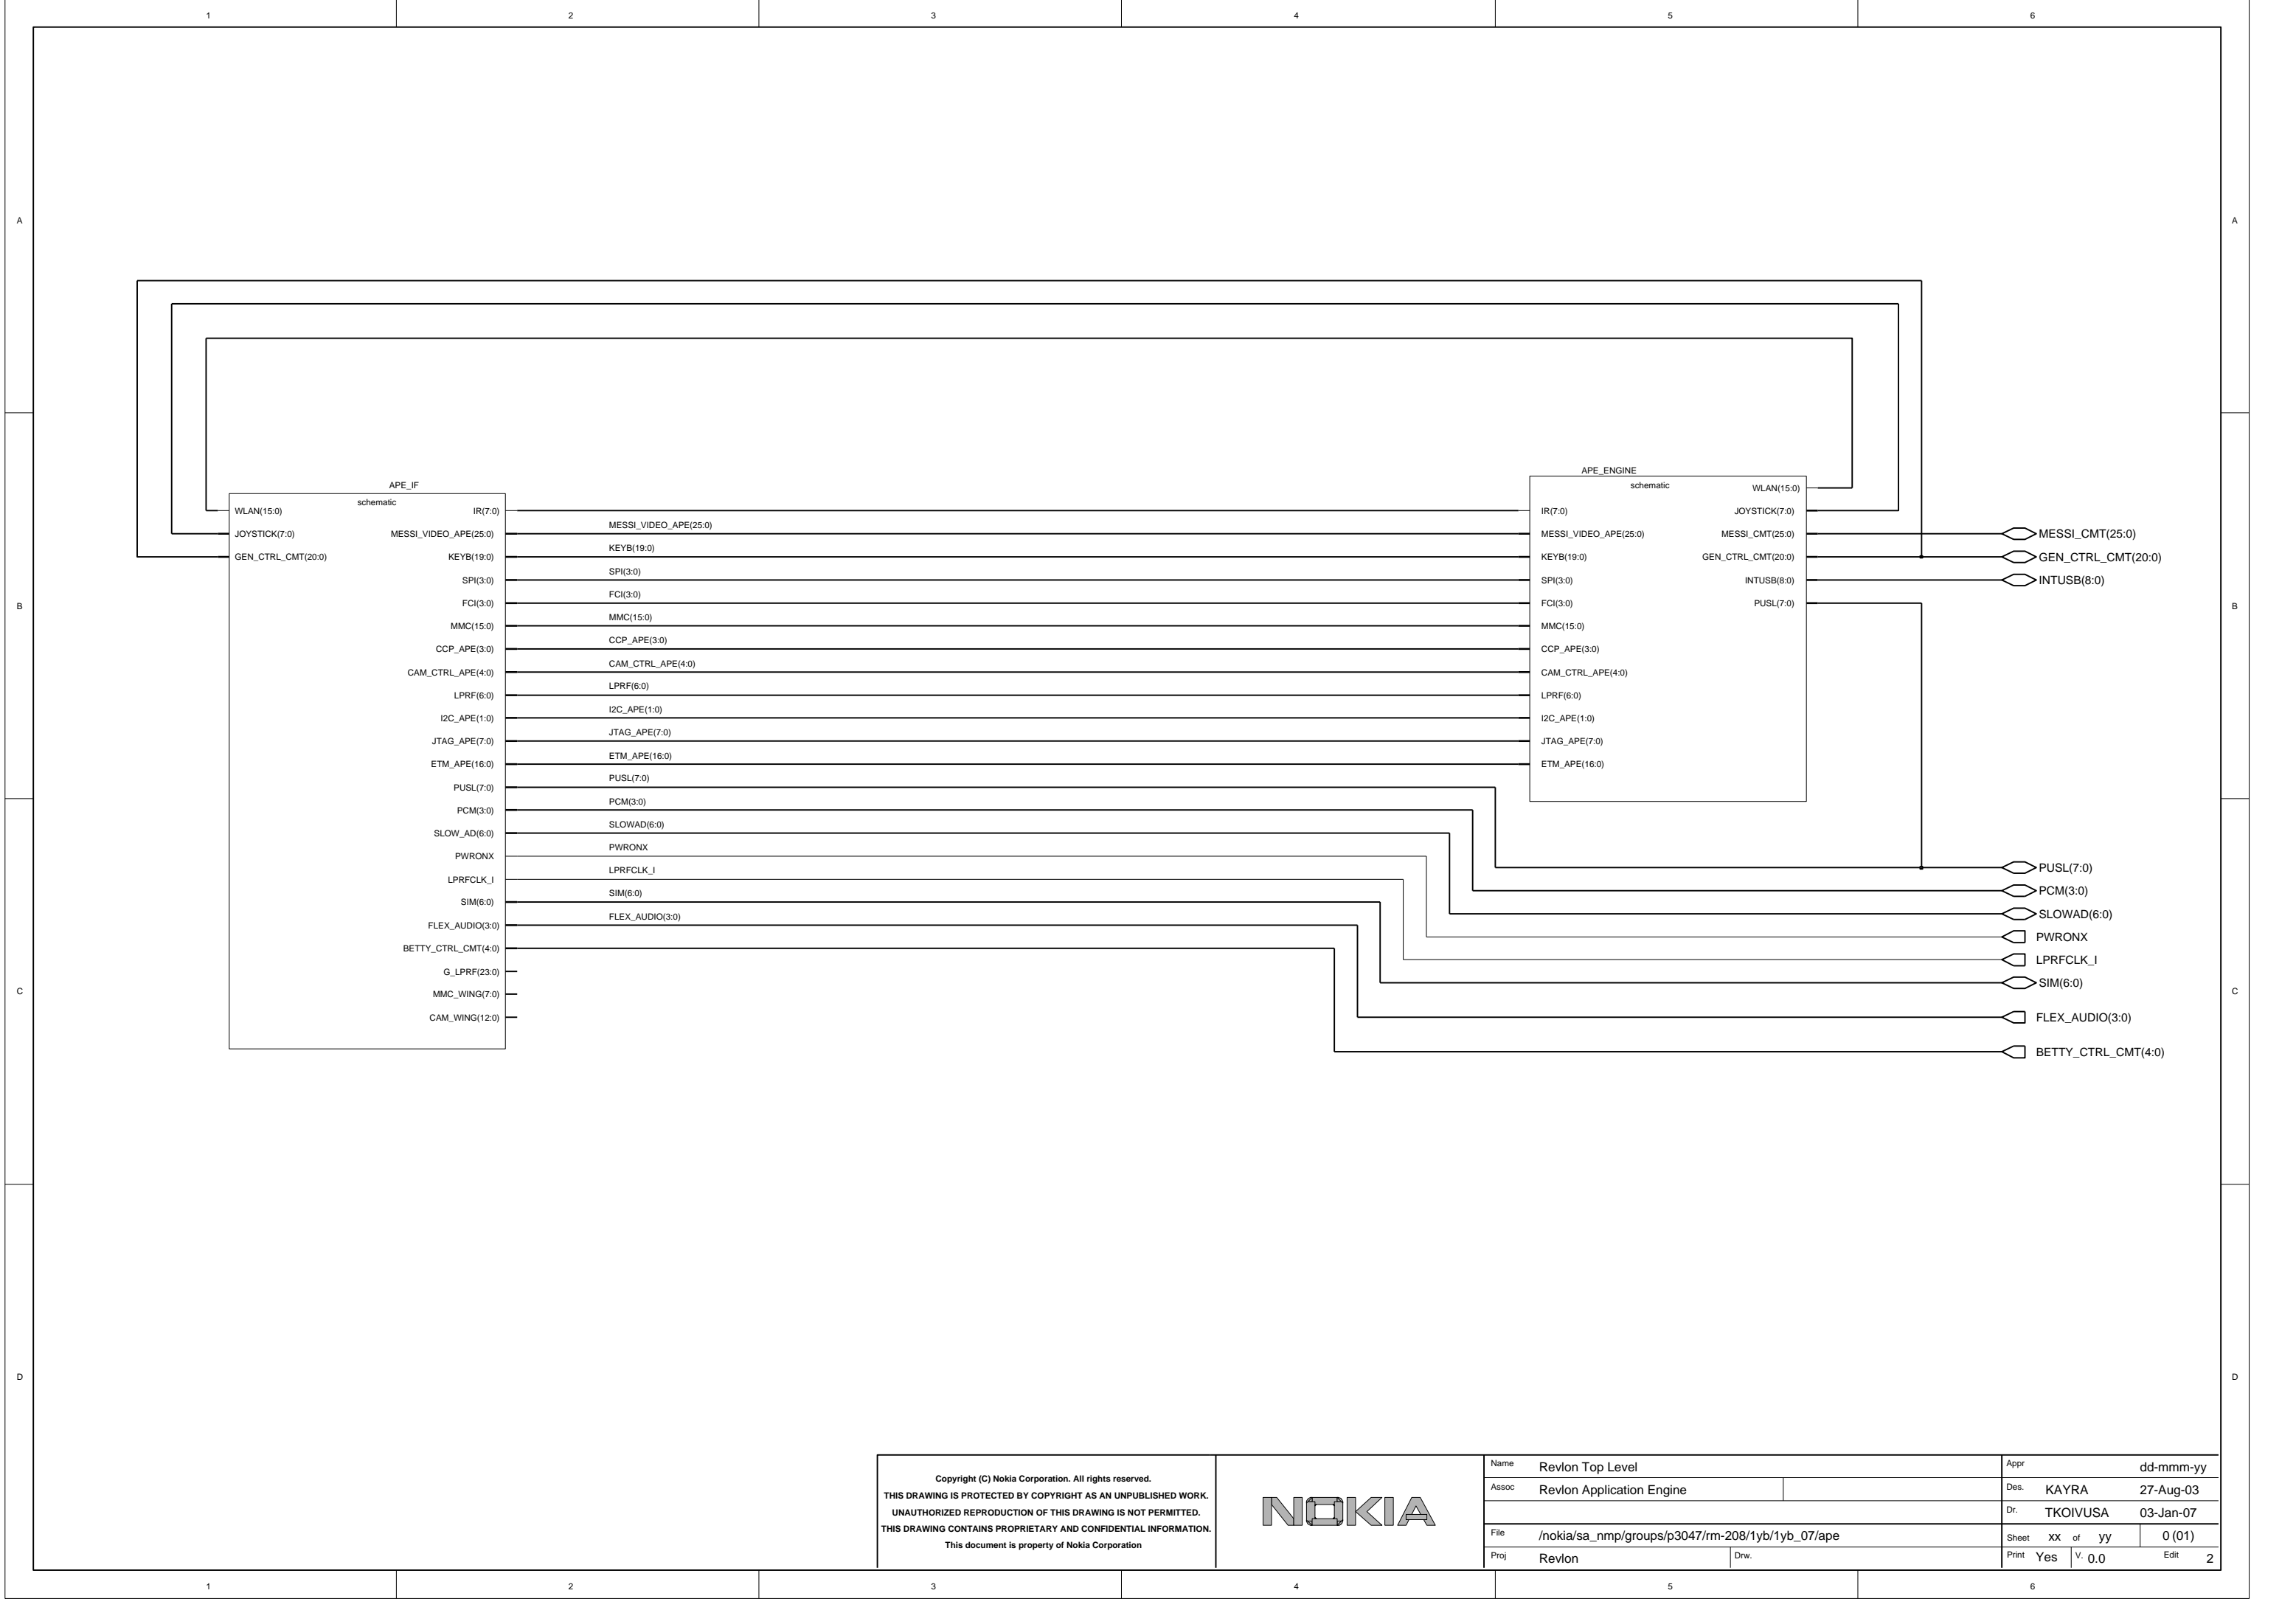 1 2 3 4 5 6
A A
B B
C C
D D
APE_IF
schematic
WLAN(15:0)
JOYSTICK(7:0)
GEN_CTRL_CMT(20:0)
IR(7:0)
MESSI_VIDEO_APE(25:0)
KEYB(19:0)
SPI(3:0)
FCI(3:0)
MMC(15:0)
CCP_APE(3:0)
CAM_CTRL_APE(4:0)
LPRF(6:0)
I2C_APE(1:0)
JTAG_APE(7:0)
ETM_APE(16:0)
PUSL(7:0)
PCM(3:0)
SLOW_AD(6:0)
PWRONX
LPRFCLK_I
SIM(6:0)
FLEX_AUDIO(3:0)
BETTY_CTRL_CMT(4:0)
G_LPRF(23:0)
MMC_WING(7:0)
CAM_WING(12:0)
MESSI_VIDEO_APE(25:0)
KEYB(19:0)
SPI(3:0)
FCI(3:0)
MMC(15:0)
CCP_APE(3:0)
CAM_CTRL_APE(4:0)
LPRF(6:0)
I2C_APE(1:0)
JTAG_APE(7:0)
ETM_APE(16:0)
PUSL(7:0)
PCM(3:0)
SLOWAD(6:0)
PWRONX
LPRFCLK_I
SIM(6:0)
FLEX_AUDIO(3:0)
APE_ENGINE
schematic
IR(7:0)
MESSI_VIDEO_APE(25:0)
KEYB(19:0)
SPI(3:0)
FCI(3:0)
MMC(15:0)
CCP_APE(3:0)
CAM_CTRL_APE(4:0)
LPRF(6:0)
I2C_APE(1:0)
JTAG_APE(7:0)
ETM_APE(16:0)
WLAN(15:0)
JOYSTICK(7:0)
MESSI_CMT(25:0)
GEN_CTRL_CMT(20:0)
INTUSB(8:0)
PUSL(7:0)
MESSI_CMT(25:0)
GEN_CTRL_CMT(20:0)
INTUSB(8:0)
PUSL(7:0)
PCM(3:0)
SLOWAD(6:0)
PWRONX
LPRFCLK_I
SIM(6:0)
FLEX_AUDIO(3:0)
BETTY_CTRL_CMT(4:0)
Copyright (C) Nokia Corporation. All rights reserved.
THIS DRAWING IS PROTECTED BY COPYRIGHT AS AN UNPUBLISHED WORK.
UNAUTHORIZED REPRODUCTION OF THIS DRAWING IS NOT PERMITTED.
THIS DRAWING CONTAINS PROPRIETARY AND CONFIDENTIAL INFORMATION.
This document is property of Nokia Corporation
NOKIA
Name Revlon Top Level
Assoc Revlon Application Engine
File /nokia/sa_nmp/groups/p3047/rm-208/1yb/1yb_07/ape
Proj Revlon Drw.
Appr dd-mmm-yy
Des. KAYRA 27-Aug-03
Dr. TKOIVUSA 03-Jan-07
Sheet xx of yy 0 (01)
Print Yes V. 0.0 Edit 2
1 2 3 4 5 6